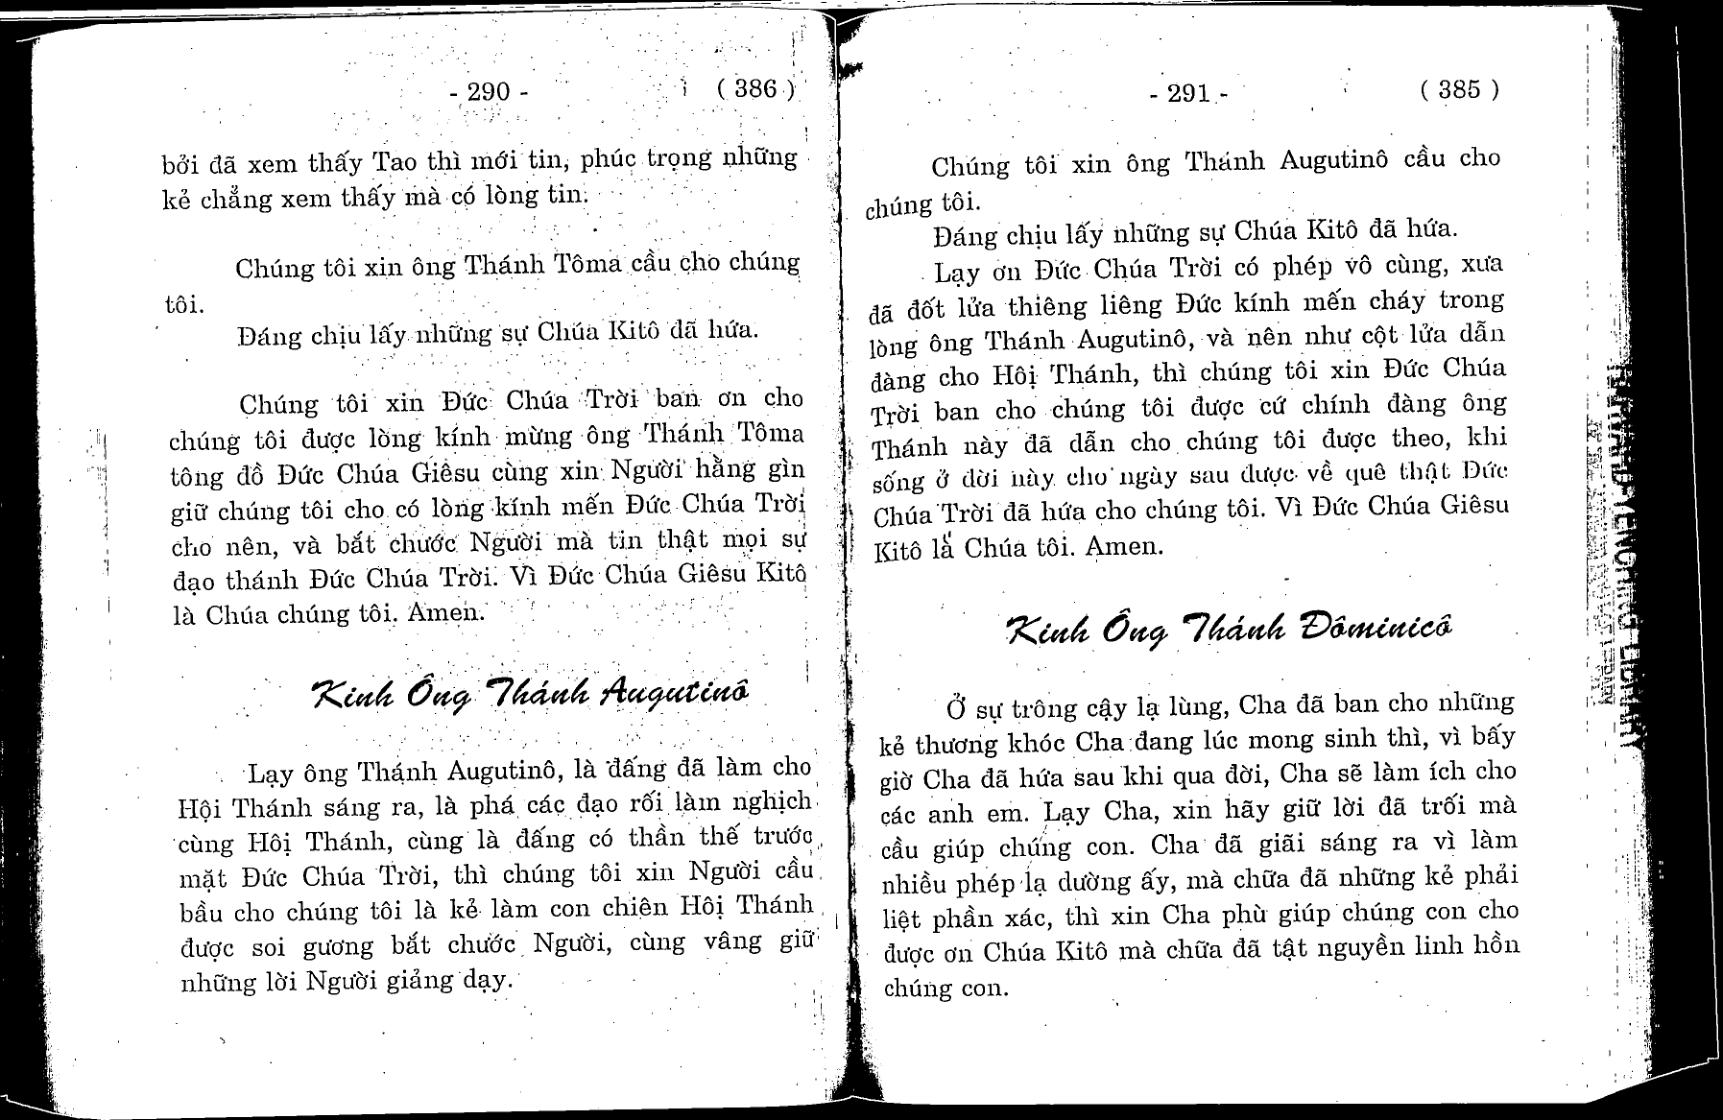 - 290 - ( 386 )
bởi đã xem thấy Tao thì mới tin, phúc trọng những
kẻ chẳng xem thấy mà có lòng tin.
Chúng tôi xin ông Thánh Tôma cầu cho chúng
tôi.
Đáng chịu lấy những sự Chúa Kitô đã hứa.
Chúng tôi xin Đức Chúa Trời ban ơn cho
chúng tôi được lòng kính mừng ông Thánh Tôma
tông đồ Đức Chúa Giêsu cùng xin Người hằng gìn
giữ chúng tôi cho có lòng kính mến Đức Chúa Trời
cho nên, và bắt chước Người mà tin thật mọi sự
đạo thánh Đức Chúa Trời. Vì Đức Chúa Giêsu Kitô
là Chúa chúng tôi. Amen.
Kinh Ông Thánh Augutinô
Lạy ông Thánh Augutinô, là đấng đã làm cho
Hội Thánh sáng ra, là phá các đạo rối làm nghịch
cùng Hôị Thánh, cùng là đấng có thần thế trước
mặt Đức Chúa Trời, thì chúng tôi xin Người cầu
bầu cho chúng tôi là kẻ làm con chiên Hôị Thánh
được soi gương bắt chước Người, cùng vâng giữ
những lời Người giảng dạy.
- 291 - ( 385 )
Chúng tôi xin ông Thánh Augutinô cầu cho
chúng tôi.
Đáng chịu lấy những sự Chúa Kitô đã hứa.
Lạy ơn Đức Chúa Trời có phép vô cùng, xưa
đã đốt lửa thiêng liêng Đức kính mến cháy trong
lòng ông Thánh Augutinô, và nên như cột lửa dẫn
đàng cho Hôị Thánh, thì chúng tôi xin Đức Chúa
Trời ban cho chúng tôi được cứ chính đàng ông
Thánh này đã dẫn cho chúng tôi được theo, khi
sống ở đời này cho ngày sau được về quê thật Đức
Chúa Trời đã hứa cho chúng tôi. Vì Đức Chúa Giêsu
Kitô là Chúa tôi. Amen.
Kinh Ông Thánh Đôminicô
Ở sự trông cậy lạ lùng, Cha đã ban cho những
kẻ thương khóc Cha đang lúc mong sinh thì, vì bấy
giờ Cha đã hứa sau khi qua đời, Cha sẽ làm ích cho
các anh em. Lạy Cha, xin hãy giữ lời đã trối mà
cầu giúp chúng con. Cha đã giãi sáng ra vì làm
nhiều phép lạ dường ấy, mà chữa đã những kẻ phải
liệt phần xác, thì xin Cha phù giúp chúng con cho
được ơn Chúa Kitô mà chữa đã tật nguyền linh hồn
chúng con.